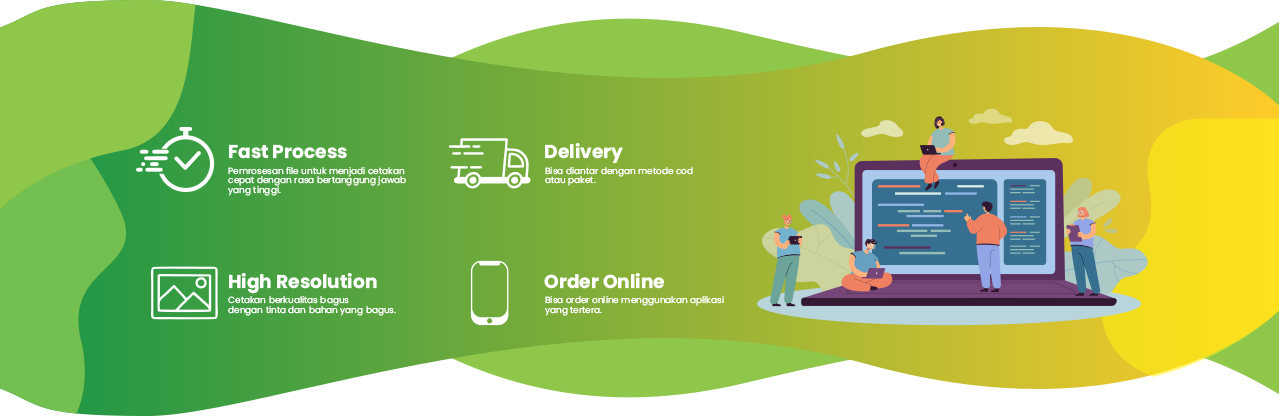 Fast Process
Pemrosesan file untuk menjadi cetakan
cepat dengan rasa bertanggung jawab
yang tinggi.
Delivery
Bisa diantar dengan metode cod
atau paket.
High Resolution
Cetakan berkualitas bagus
dengan tinta dan bahan yang bagus.
Order Online
Bisa order online menggunakan aplikasi
yang tertera.